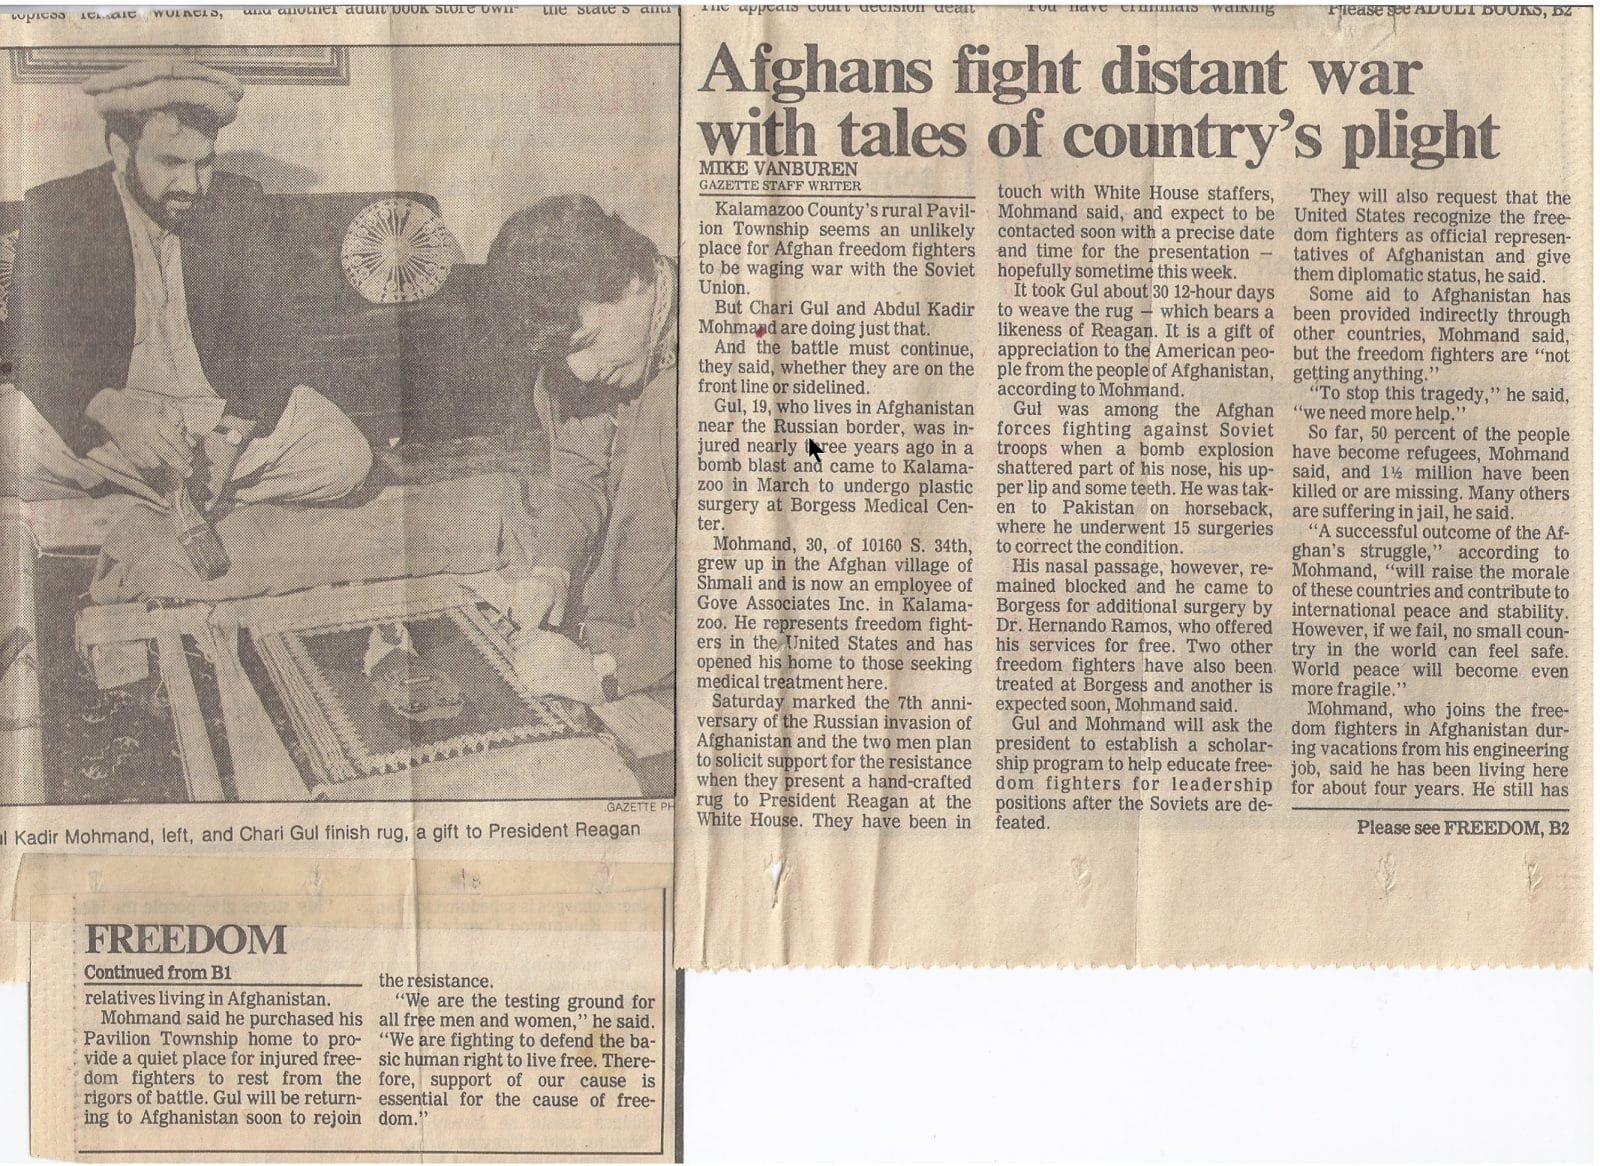 and another adult book store own-
the state's anti
The appeals court decision dealt
You have criminals walking
Please see ADULT BOOKS, B2
Afghans fight distant war
with tales of country's plight
MIKE VANBUREN
GAZETTE STAFF WRITER
Kalamazoo County's rural Pavil-
ion Township seems an unlikely
place for Afghan freedom fighters
to be waging war with the Soviet
Union.
But Chari Gul and Abdul Kadir
Mohmand are doing just that.
And the battle must continue,
they said, whether they are on the
front line or sidelined.
Gul, 19, who lives in Afghanistan
near the Russian border, was in-
jured nearly three years ago in a
bomb blast and came to Kalama-
zoo in March to undergo plastic
surgery at Borgess Medical Cen-
ter.
Mohmand, 30, of 10160 S. 34th,
grew up in the Afghan village of
Shmali and is now an employee of
Gove Associates Inc. in Kalama-
zoo. He represents freedom fight-
ers in the United States and has
opened his home to those seeking
medical treatment here.
Saturday marked the 7th anni-
versary of the Russian invasion of
Afghanistan and the two men plan
to solicit support for the resistance
when they present a hand-crafted
rug to President Reagan at the
White House. They have been in
touch with White House staffers,
Mohmand said, and expect to be
contacted soon with a precise date
and time for the presentation —
hopefully sometime this week.
It took Gul about 30 12-hour days
to weave the rug — which bears a
likeness of Reagan. It is a gift of
appreciation to the American peo-
ple from the people of Afghanistan,
according to Mohmand.
Gul was among the Afghan
forces fighting against Soviet
troops when a bomb explosion
shattered part of his nose, his up-
per lip and some teeth. He was tak-
en to Pakistan on horseback,
where he underwent 15 surgeries
to correct the condition.
His nasal passage, however, re-
mained blocked and he came to
Borgess for additional surgery by
Dr. Hernando Ramos, who offered
his services for free. Two other
freedom fighters have also been
treated at Borgess and another is
expected soon, Mohmand said.
Gul and Mohmand will ask the
president to establish a scholar-
ship program to help educate free-
dom fighters for leadership
positions after the Soviets are de-
feated.
They will also request that the
United States recognize the free-
dom fighters as official represen-
tatives of Afghanistan and give
them diplomatic status, he said.
Some aid to Afghanistan has
been provided indirectly through
other countries, Mohmand said,
but the freedom fighters are "not
getting anything."
"To stop this tragedy," he said,
"we need more help."
So far, 50 percent of the people
have become refugees, Mohmand
said, and 1½ million have been
killed or are missing. Many others
are suffering in jail, he said.
"A successful outcome of the Af-
ghan's struggle," according to
Mohmand, "will raise the morale
of these countries and contribute to
international peace and stability.
However, if we fail, no small coun-
try in the world can feel safe.
World peace will become even
more fragile."
Mohmand, who joins the free-
dom fighters in Afghanistan dur-
ing vacations from his engineering
job, said he has been living here
for about four years. He still has
Please see FREEDOM, B2
GAZETTE PH
ul Kadir Mohmand, left, and Chari Gul finish rug, a gift to President Reagan
FREEDOM
Continued from B1
relatives living in Afghanistan.
Mohmand said he purchased his
Pavilion Township home to pro-
vide a quiet place for injured free-
dom fighters to rest from the
rigors of battle. Gul will be return-
ing to Afghanistan soon to rejoin
the resistance.
"We are the testing ground for
all free men and women," he said.
"We are fighting to defend the ba-
sic human right to live free. There-
fore, support of our cause is
essential for the cause of free-
dom."